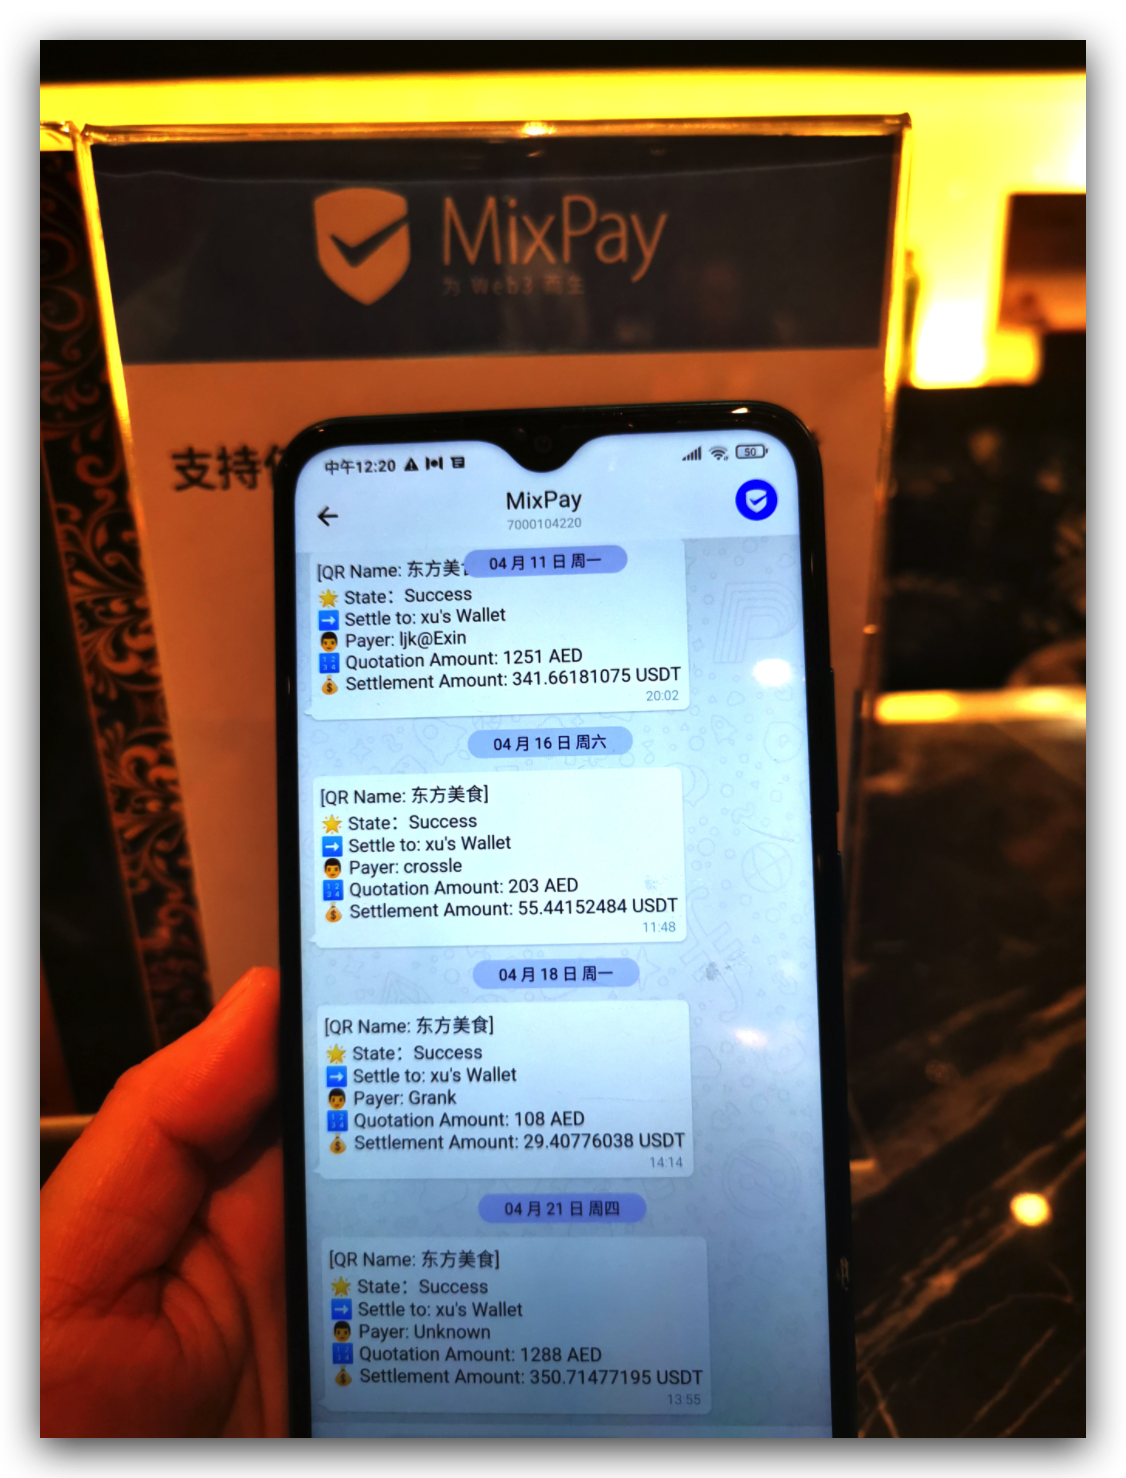 MixPay
为 Web3 而生
支持
中午12:20
50
MixPay
7000104220
04 月 11 日 周一
[QR Name: 东方美
🌟 State： Success
➡️ Settle to: xu's Wallet
👨 Payer: ljk@Exin
🔢 Quotation Amount: 1251 AED
💰 Settlement Amount: 341.66181075 USDT
20:02
04 月 16 日 周六
[QR Name: 东方美食]
🌟 State： Success
➡️ Settle to: xu's Wallet
👨 Payer: crossle
🔢 Quotation Amount: 203 AED
💰 Settlement Amount: 55.44152484 USDT
11:48
04 月 18 日 周一
[QR Name: 东方美食]
🌟 State： Success
➡️ Settle to: xu's Wallet
👨 Payer: Grank
🔢 Quotation Amount: 108 AED
💰 Settlement Amount: 29.40776038 USDT
14:14
04 月 21 日 周四
[QR Name: 东方美食]
🌟 State： Success
➡️ Settle to: xu's Wallet
👨 Payer: Unknown
🔢 Quotation Amount: 1288 AED
💰 Settlement Amount: 350.71477195 USDT
13:55